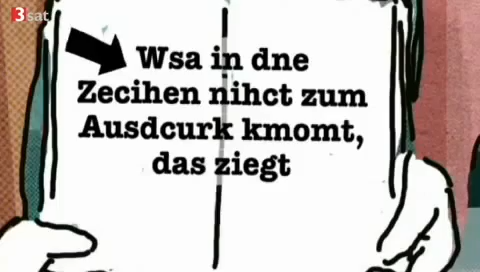 3sat
Wsa in dne
Zecihen nihct zum
Ausdcurk kmomt,
das ziegt